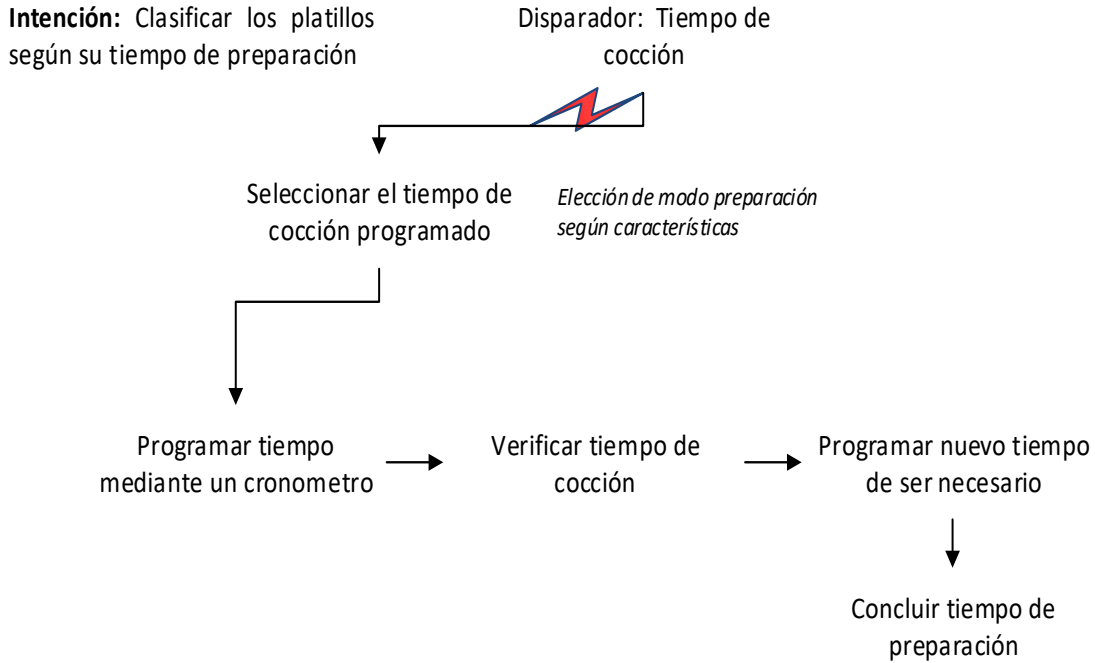 Intención: Clasificar los platillos
según su tiempo de preparación
Disparador: Tiempo de
cocción
Seleccionar el tiempo de
cocción programado
Elección de modo preparación
según características
Programar tiempo
mediante un cronometro
Verificar tiempo de
cocción
Programar nuevo tiempo
de ser necesario
Concluir tiempo de
preparación